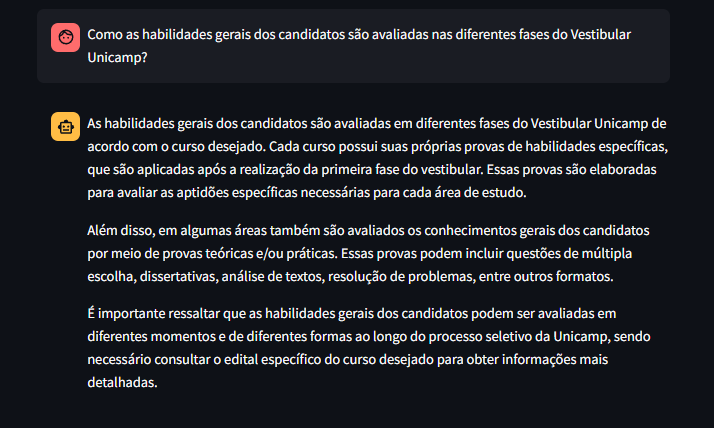 Como as habilidades gerais dos candidatos são avaliadas nas diferentes fases do Vestibular
Unicamp?
As habilidades gerais dos candidatos são avaliadas em diferentes fases do Vestibular Unicamp de
acordo com o curso desejado. Cada curso possui suas próprias provas de habilidades específicas,
que são aplicadas após a realização da primeira fase do vestibular. Essas provas são elaboradas
para avaliar as aptidões específicas necessárias para cada área de estudo.
Além disso, em algumas áreas também são avaliados os conhecimentos gerais dos candidatos
por meio de provas teóricas e/ou práticas. Essas provas podem incluir questões de múltipla
escolha, dissertativas, análise de textos, resolução de problemas, entre outros formatos.
É importante ressaltar que as habilidades gerais dos candidatos podem ser avaliadas em
diferentes momentos e de diferentes formas ao longo do processo seletivo da Unicamp, sendo
necessário consultar o edital específico do curso desejado para obter informações mais
detalhadas.